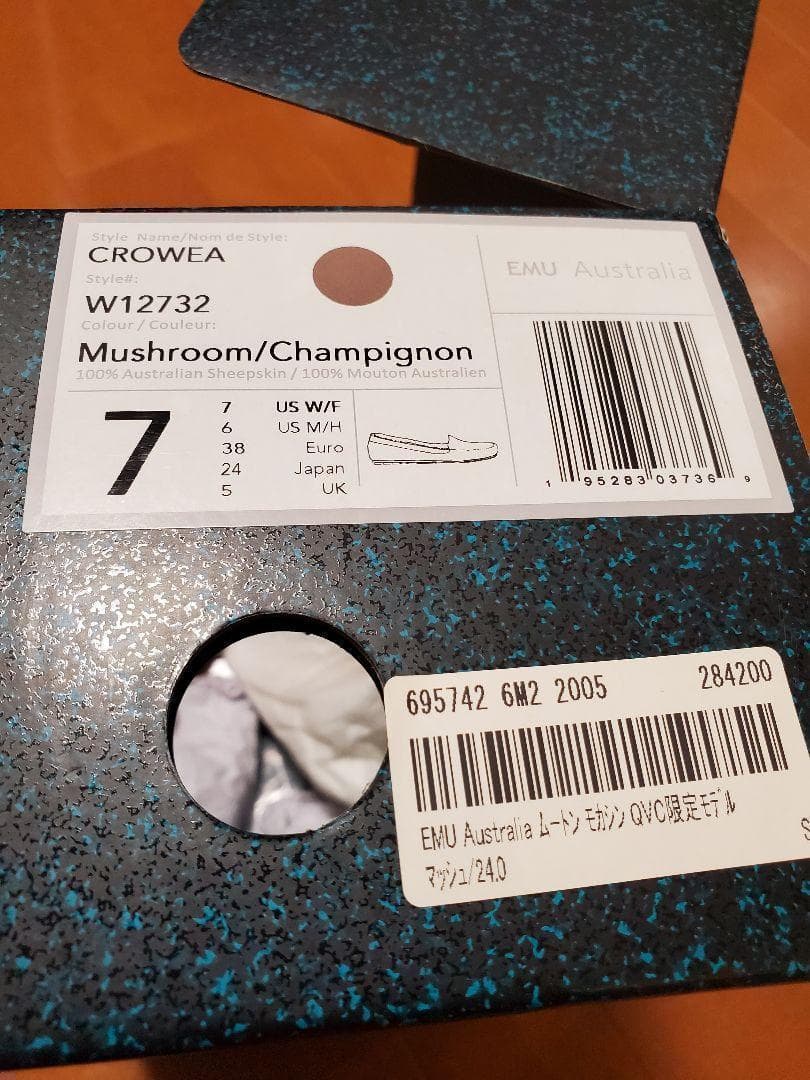 Style Name/Nom de Style:
CROWEA
Style#:
W12732
Colour / Couleur:
Mushroom/Champignon
100% Australian Sheepskin / 100% Mouton Australien
EMU Australia
7
7 US W/F
6 US M/H
38 Euro
24 Japan
5 UK
1 95283 03736 9
695742 6M2 2005 284200
EMU Australia ムートン モカシン QVC限定モデル
マッシュ/24.0
S